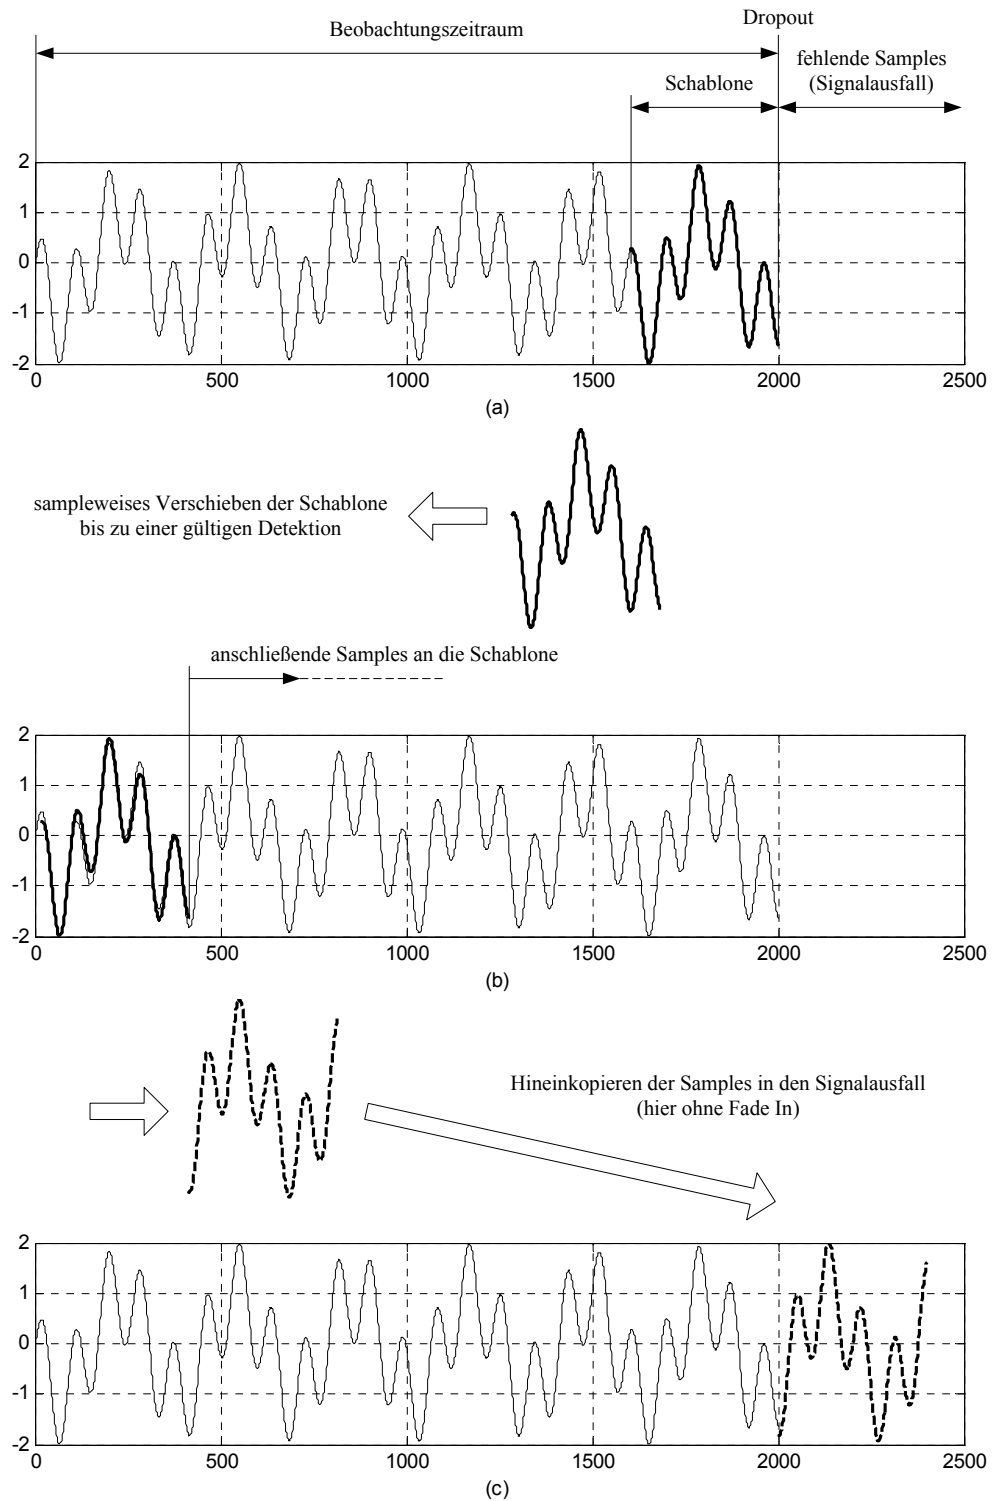 Dropout
Beobachtungszeitraum
fehlende Samples
(Signalausfall)
Schablone
2
1
0
-1
-2
0 500 1000 1500 2000 2500
(a)
sampleweises Verschieben der Schablone
bis zu einer gültigen Detektion
anschließende Samples an die Schablone
2
1
0
-1
-2
0 500 1000 1500 2000 2500
(b)
Hineinkopieren der Samples in den Signalausfall
(hier ohne Fade In)
2
1
0
-1
-2
0 500 1000 1500 2000 2500
(c)